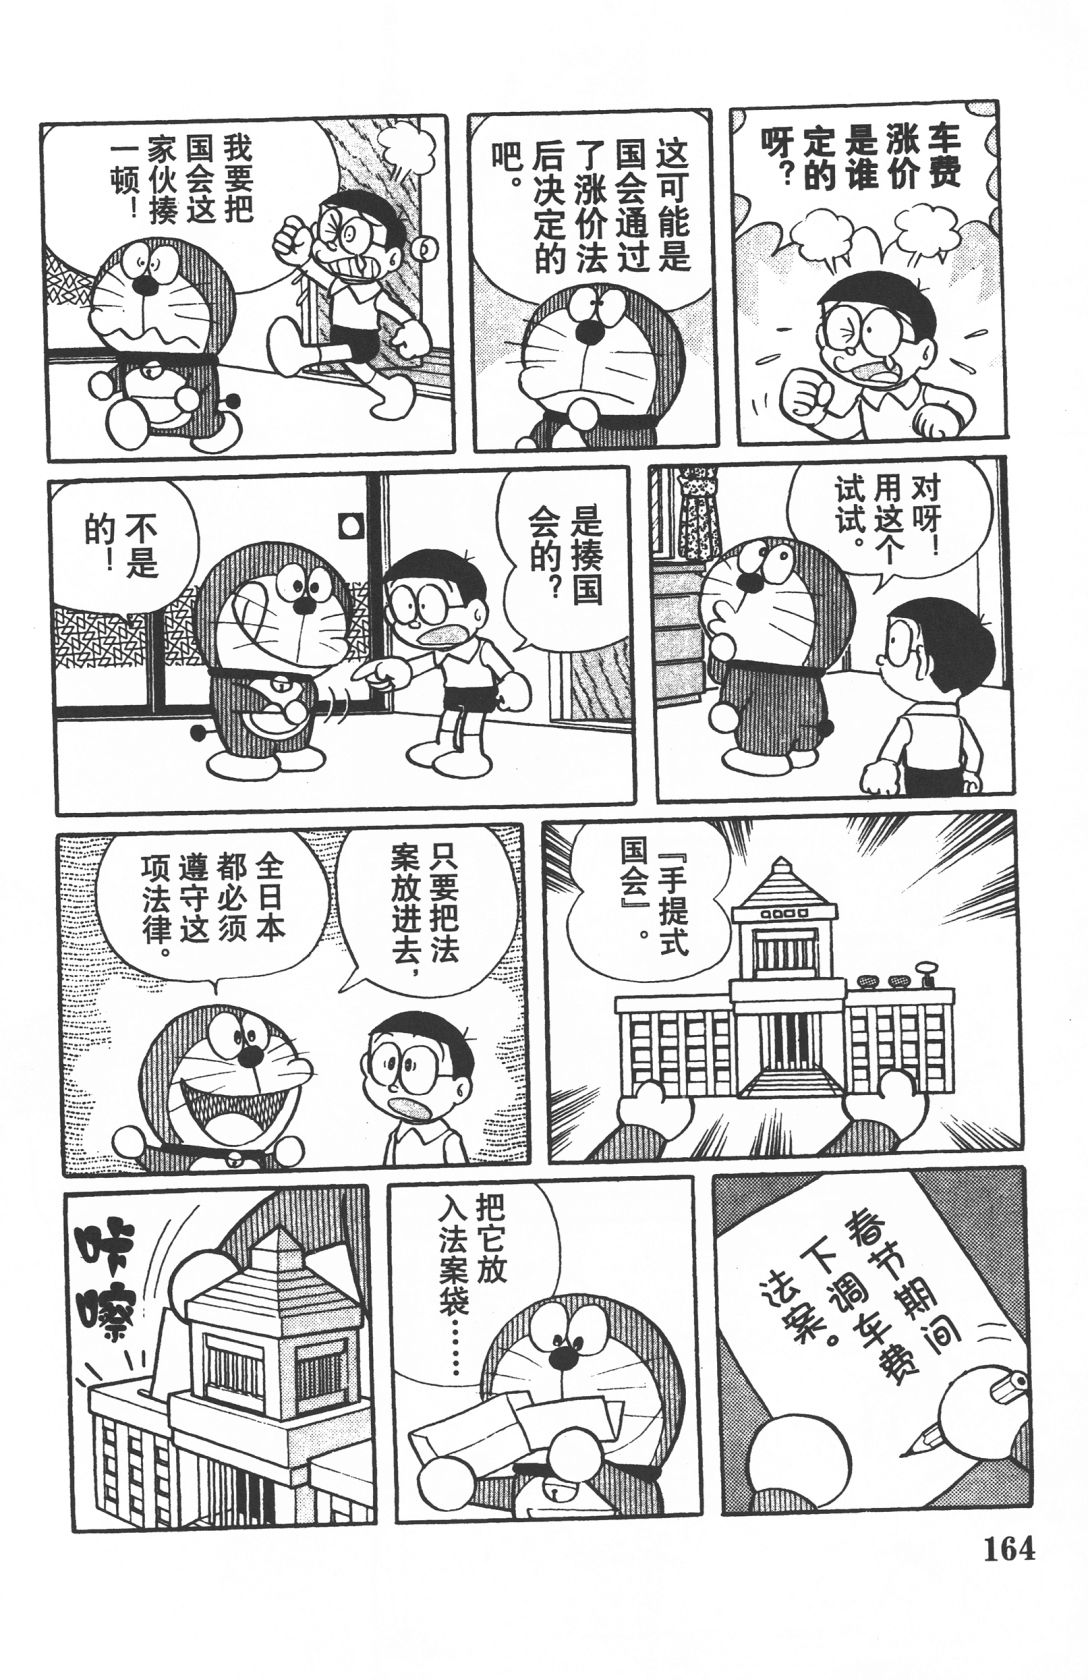 车费
涨价
是谁
定的
呀？
这可能是
国会通过
了涨价法
后决定的
吧。
我要把
国会这
家伙揍
一顿！
对呀！
用这个
试试。
是揍国
会的？
不是
的！
『手提式
国会』。
只要把法
案放进去，
全日本
都必须
遵守这
项法律。
春节期间
下调车费
法案。
把它放
入法案袋……
咔嚓
164